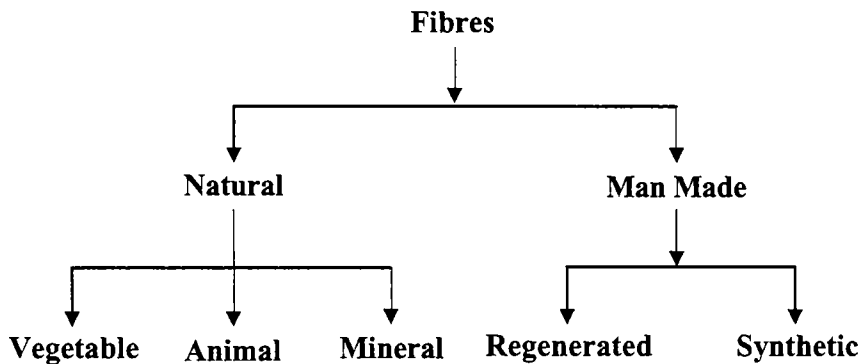 Fibres
Natural Man Made
Vegetable Animal Mineral Regenerated Synthetic